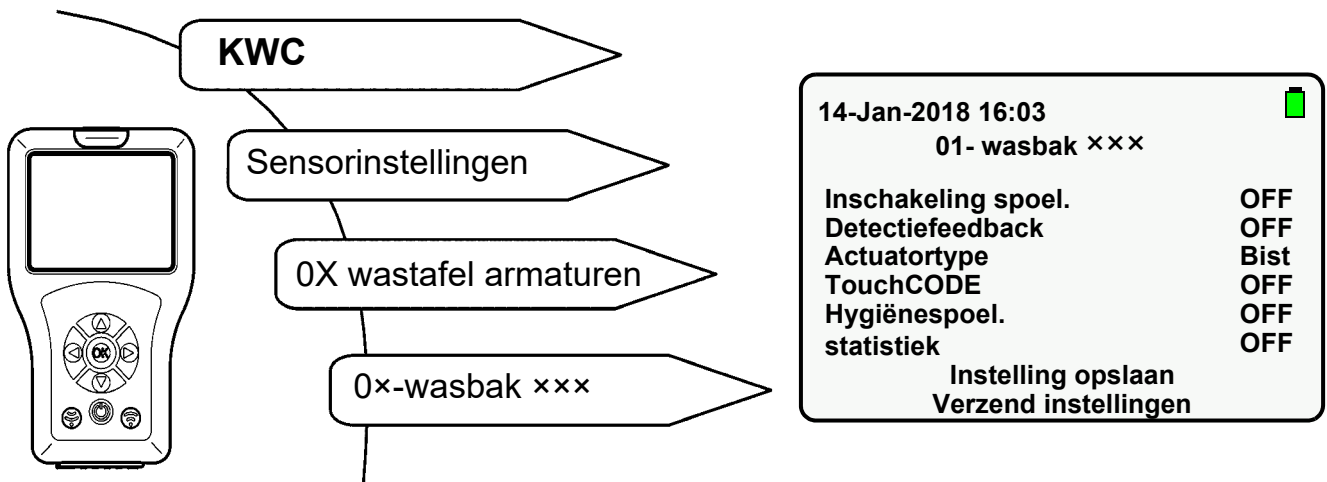 KWC
Sensorinstellingen
0X wastafel armaturen
0×-wasbak ×××
OK
14-Jan-2018 16:03
01- wasbak ×××
Inschakeling spoel. OFF
Detectiefeedback OFF
Actuatortype Bist
TouchCODE OFF
Hygiënespoel. OFF
statistiek OFF
Instelling opslaan
Verzend instellingen